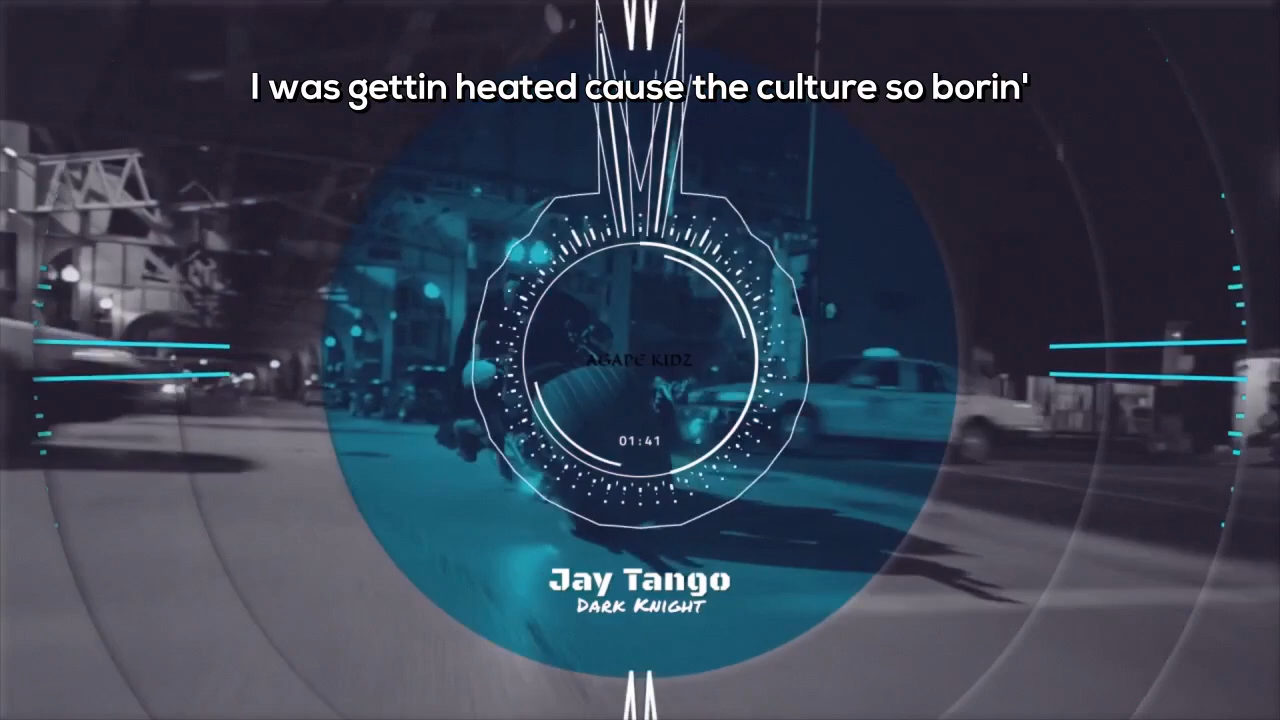 I was gettin heated cause the culture so borin'
AGAPE KIDZ
01:41
Jay Tango
Dark Knight